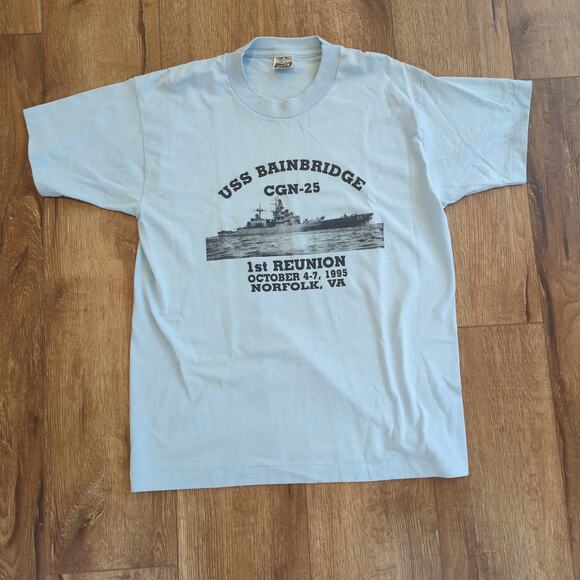 USS BAINBRIDGE
CGN-25
1st REUNION
OCTOBER 4-7, 1995
NORFOLK, VA